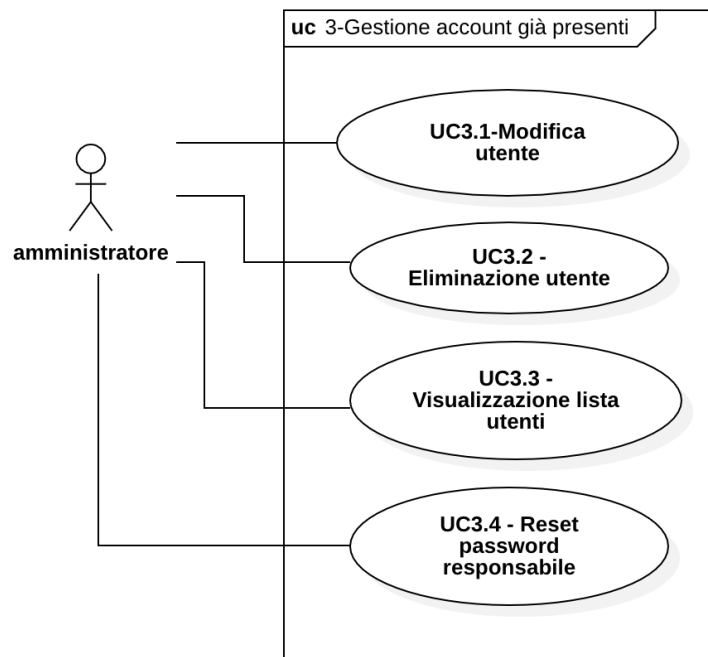 uc 3-Gestione account già presenti
UC3.1-Modifica
utente
amministratore
UC3.2 -
Eliminazione utente
UC3.3 -
Visualizzazione lista
utenti
UC3.4 - Reset
password
responsabile